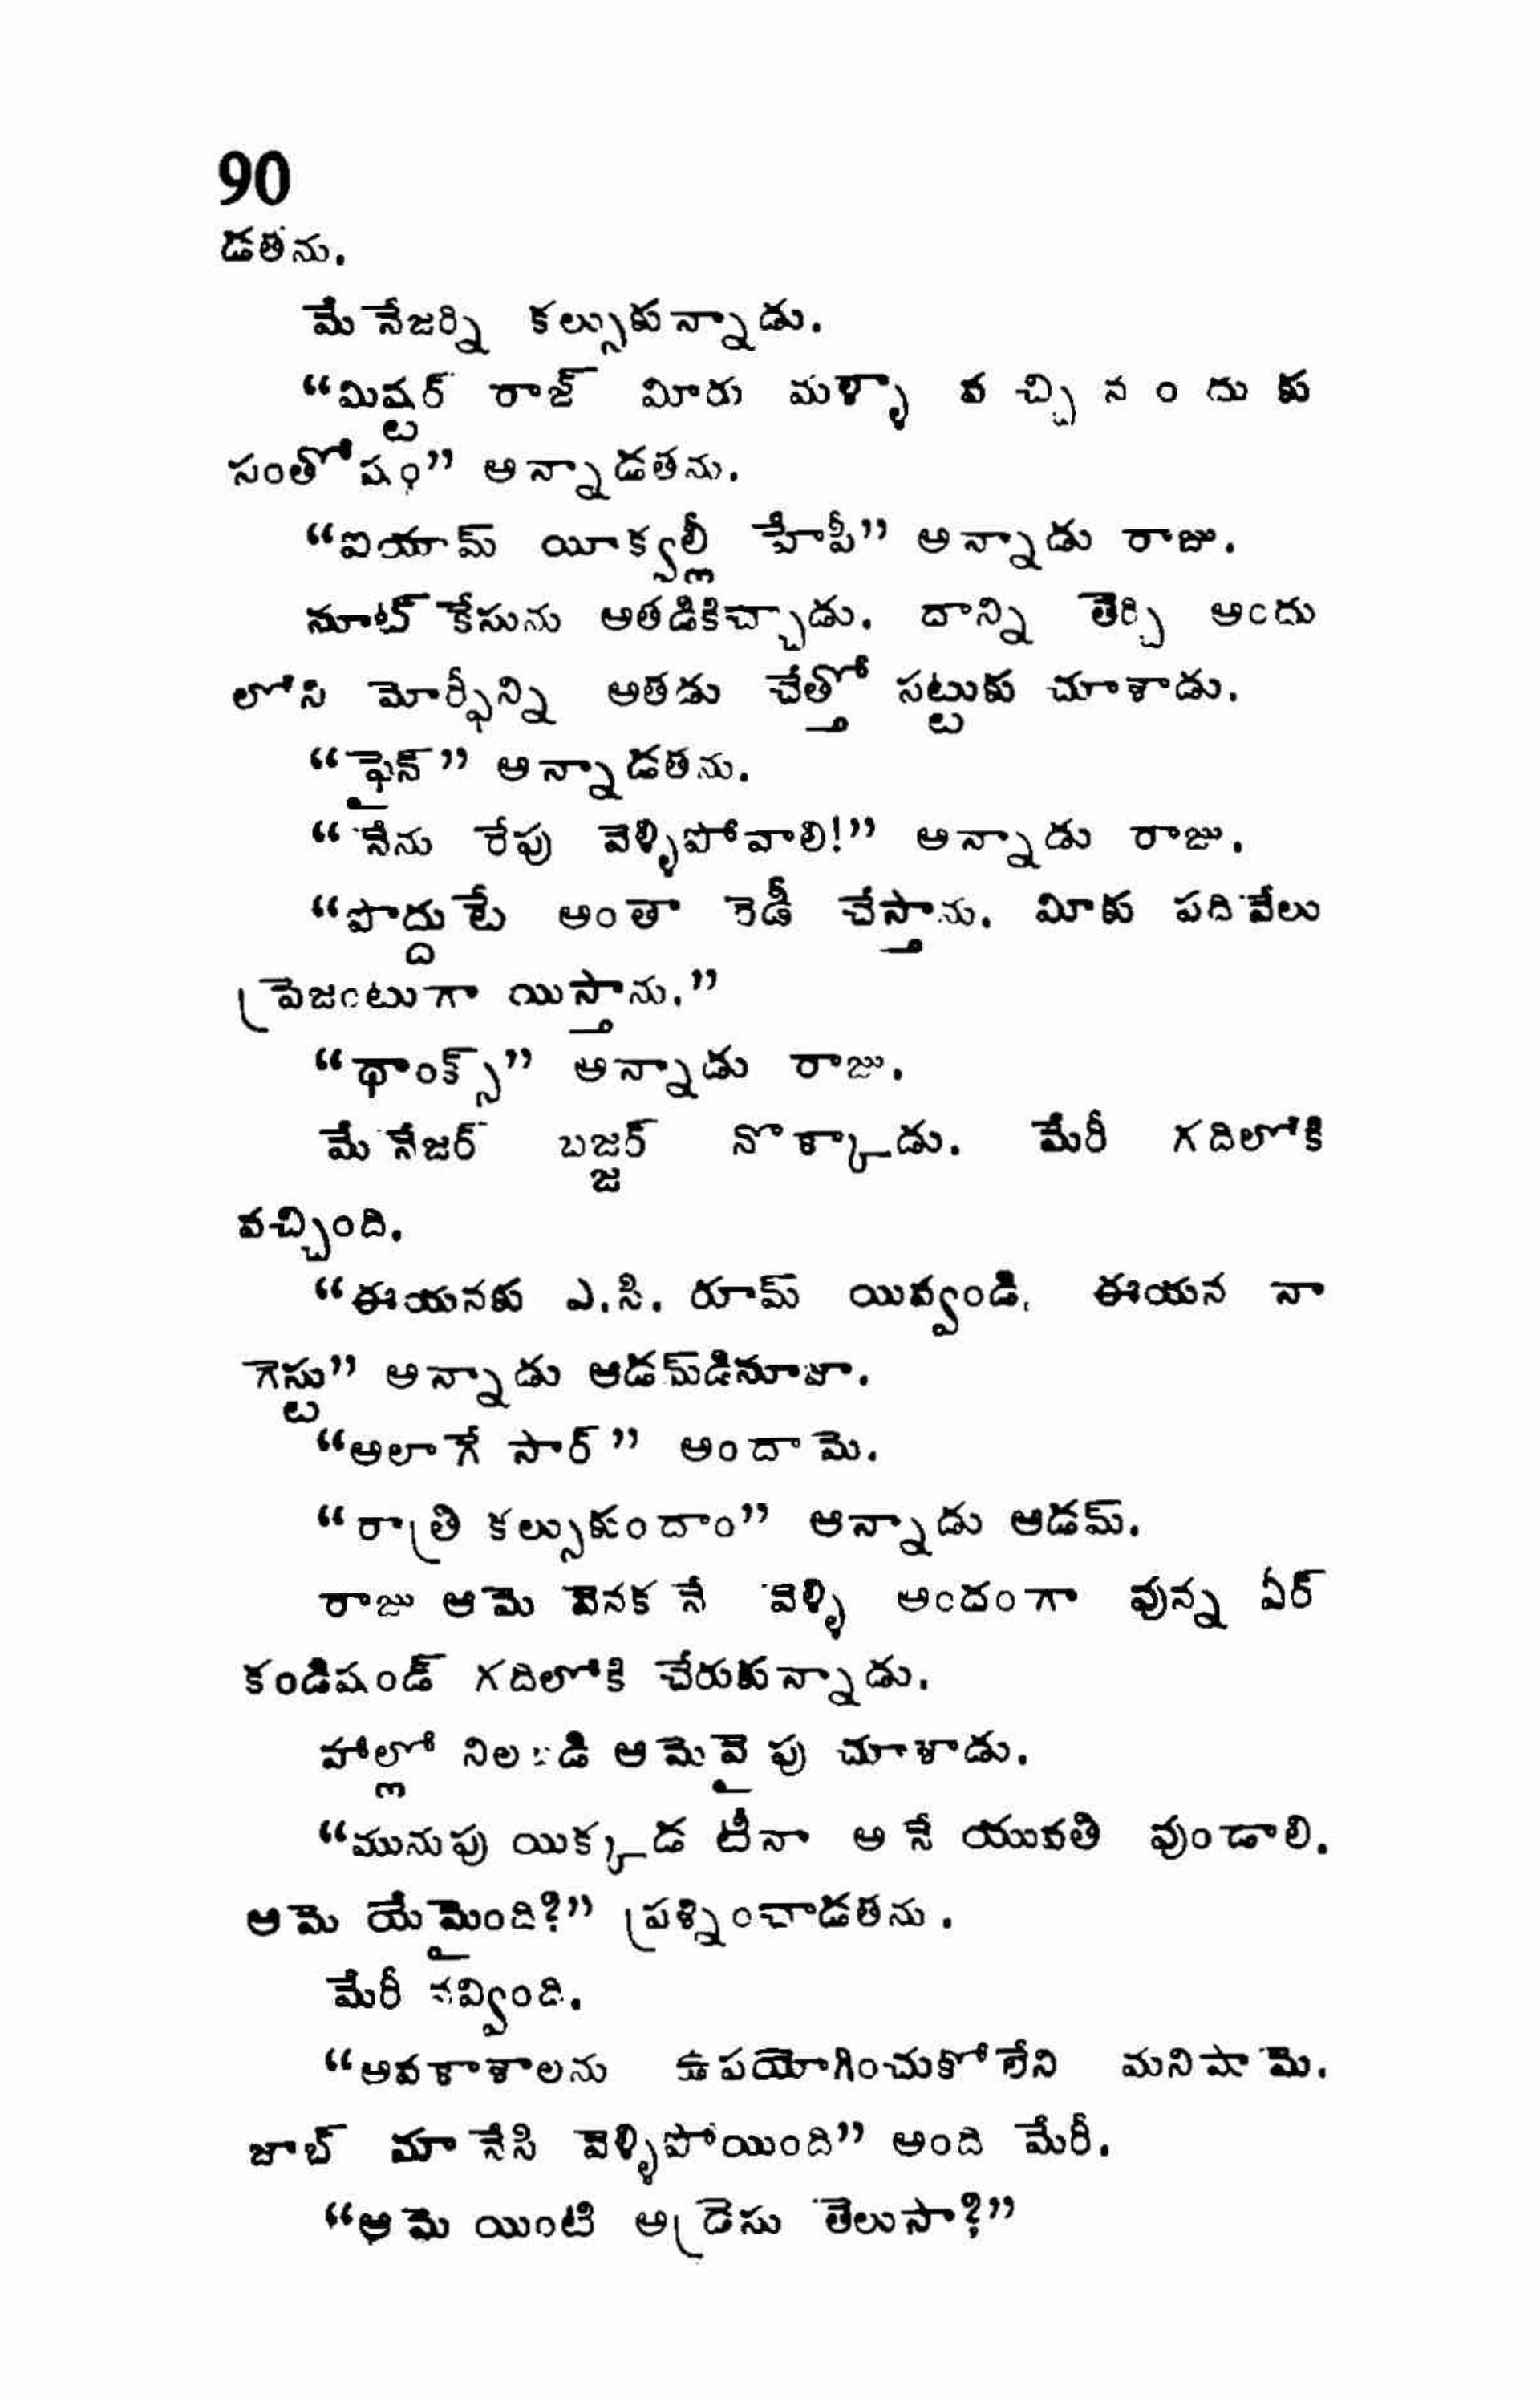 90
డతను.
మేనేజర్ని కల్సుకున్నాడు.
“మిష్టర్ రాజ్ మీరు మళ్ళా వచ్చినందుకు
సంతోషం” అన్నాడతను.
“ఐయామ్ యీక్వల్లీ హేపీ” అన్నాడు రాజు.
సూట్‌కేసును అతడికిచ్చాడు. దాన్ని తెర్చి అందు
లోని మోర్ఫీన్ని అతడు చేత్తో పట్టుకు చూశాడు.
“ఫైన్” అన్నాడతను.
“నేను రేపు వెళ్ళిపోవాలి!” అన్నాడు రాజు.
“పొద్దుటే అంతా రెడీ చేస్తాను. మీకు పదివేలు
ప్రెజంటుగా యిస్తాను.”
“థాంక్స్” అన్నాడు రాజు.
మేనేజర్ బజ్జర్ నొళ్కాడు. మేరీ గదిలోకి
వచ్చింది.
“ఈయనకు ఎ.సి. రూమ్ యివ్వండి. ఈయన నా
గెస్టు” అన్నాడు ఆడమ్‌డిసూజా.
“అలాగే సార్” అందామె.
“రాత్రి కల్సుకుందాం” అన్నాడు ఆడమ్.
రాజు ఆమె వెనకనే వెళ్ళి అందంగా వున్న ఏర్
కండిషండ్ గదిలోకి చేరుకున్నాడు.
హాల్లో నిలబడి ఆమెవైపు చూశాడు.
“మునుపు యిక్కడ టీనా అనే యువతి వుండాలి.
ఆమె యేమైంది?” ప్రశ్నించాడతను.
మేరీ నవ్వింది.
“అవకాశాలను ఉపయోగించుకోలేని మనిషామె.
జాబ్ మానేసి వెళ్ళిపోయింది” అంది మేరీ.
“ఆమె యింటి అడ్రెసు తెలుసా?”